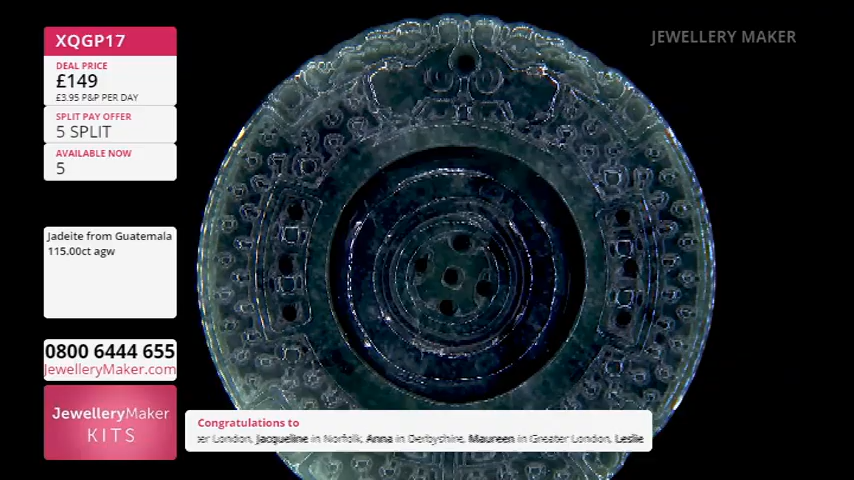 XQGP17
DEAL PRICE
£149
£3.95 P&P PER DAY
SPLIT PAY OFFER
5 SPLIT
AVAILABLE NOW
5
Jadeite from Guatemala
115.00ct agw
0800 6444 655
JewelleryMaker.com
JewelleryMaker
KITS
JEWELLERY MAKER
Congratulations to
London, Jacqueline in Norfolk, Anna in Derbyshire, Maureen in Greater London, Leslie